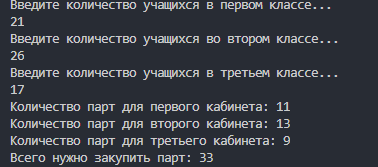 Введите количество учащихся в первом классе...
21
Введите количество учащихся во втором классе...
26
Введите количество учащихся в третьем классе...
17
Количество парт для первого кабинета: 11
Количество парт для второго кабинета: 13
Количество парт для третьего кабинета: 9
Всего нужно закупить парт: 33